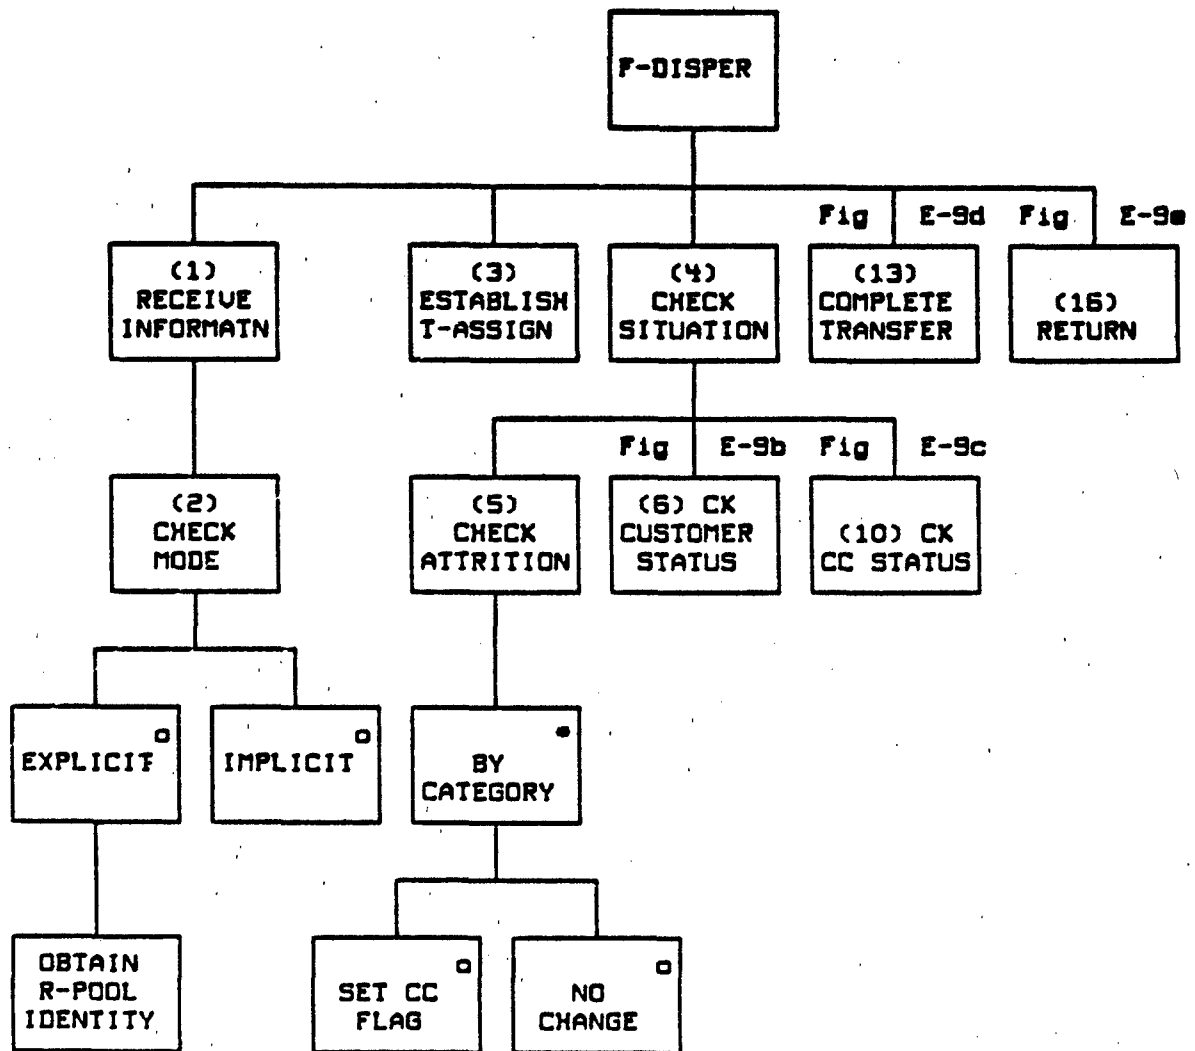 F-DISPER
Fig E-9d Fig E-9e
(1)
RECEIVE
INFORMATN
(3)
ESTABLISH
T-ASSIGN
(4)
CHECK
SITUATION
(13)
COMPLETE
TRANSFER
(16)
RETURN
Fig E-9b Fig E-9c
(2)
CHECK
MODE
(5)
CHECK
ATTRITION
(6) CK
CUSTOMER
STATUS
(10) CK
CC STATUS
o
EXPLICIT
o
IMPLICIT
*
BY
CATEGORY
OBTAIN
R-POOL
IDENTITY
o
SET CC
FLAG
o
NO
CHANGE